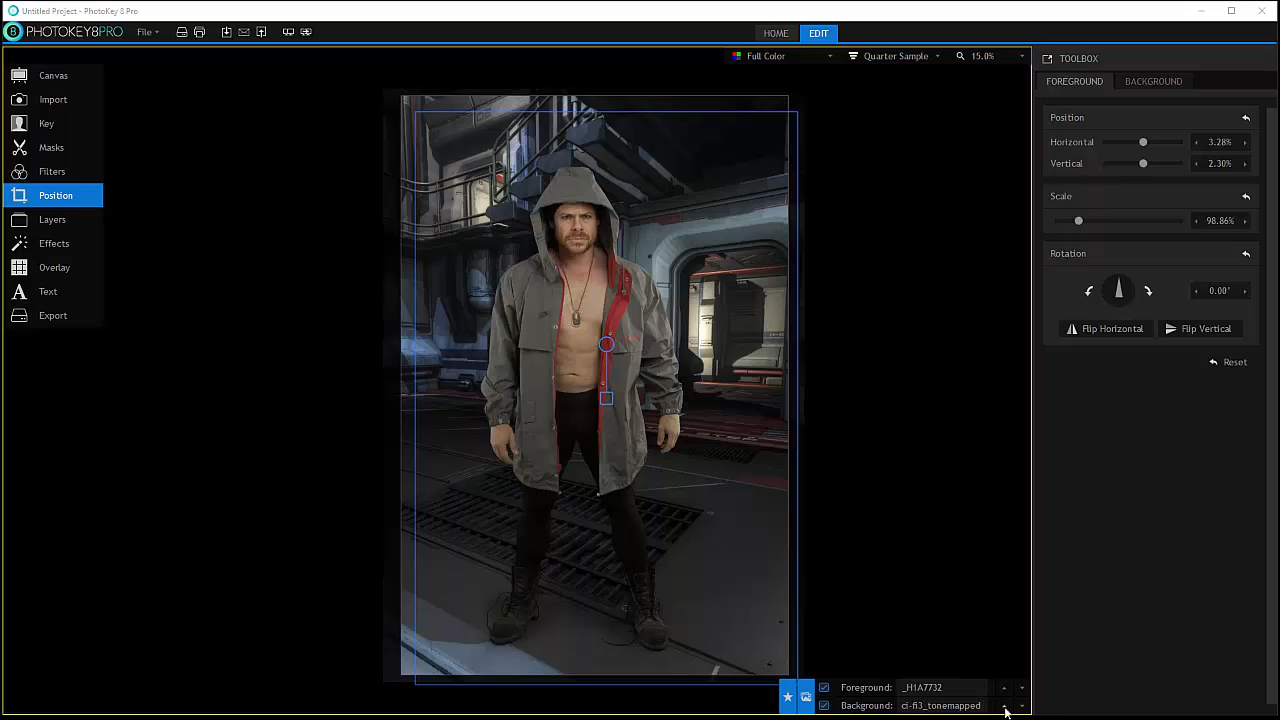 Untitled Project - PhotoKey 8 Pro
8 PHOTOKEY8PRO File HOME EDIT
Full Color Quarter Sample 15.0%
Canvas
Import
Key
Masks
Filters
Position
Layers
Effects
Overlay
Text
Export
TOOLBOX
FOREGROUND BACKGROUND
Position
Horizontal 3.28%
Vertical 2.30%
Scale
98.86%
Rotation
0.00°
Flip Horizontal Flip Vertical
Reset
Foreground: _H1A7732
Background: ci-fi3_tonemapped